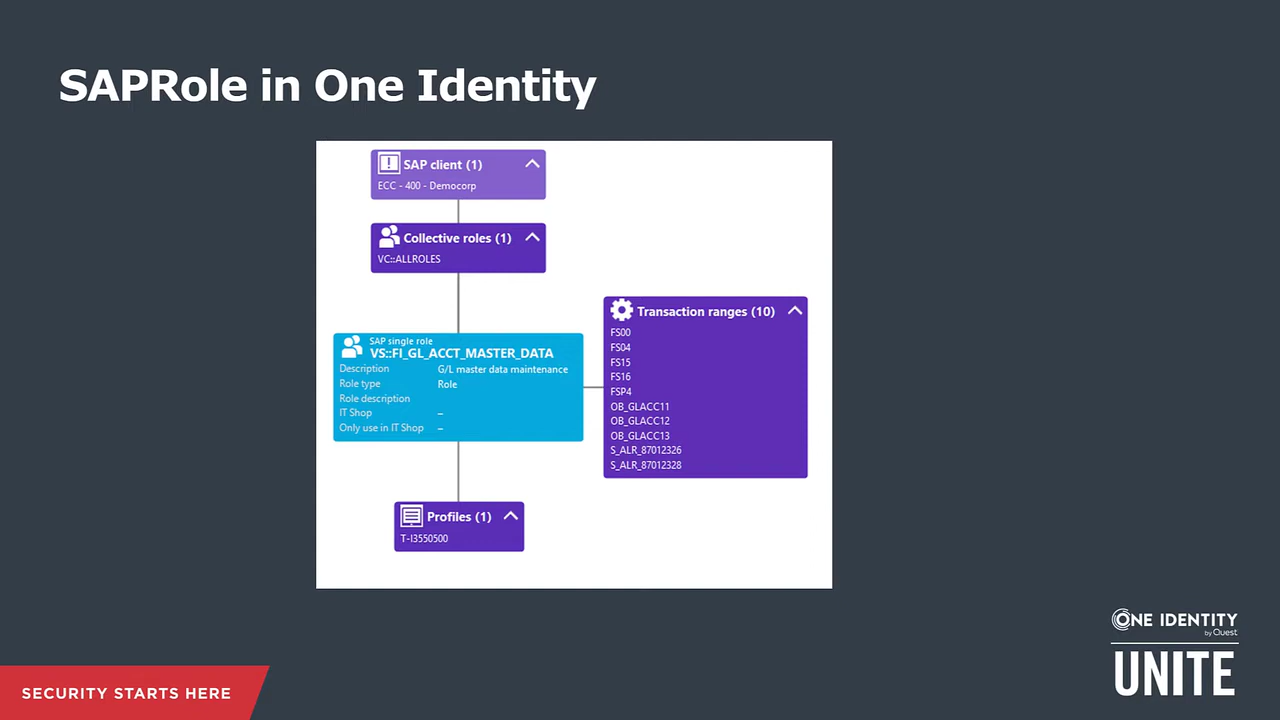 SAPRole in One Identity
SAP client (1)
ECC - 400 - Democorp
Collective roles (1)
VC::ALLROLES
SAP single role
VS::FI_GL_ACCT_MASTER_DATA
Description G/L master data maintenance
Role type Role
Role description
IT Shop –
Only use in IT Shop –
Transaction ranges (10)
FS00
FS04
FS15
FS16
FSP4
OB_GLACC11
OB_GLACC12
OB_GLACC13
S_ALR_87012326
S_ALR_87012328
Profiles (1)
T-I3550500
ONE IDENTITY
by Quest
UNITE
SECURITY STARTS HERE